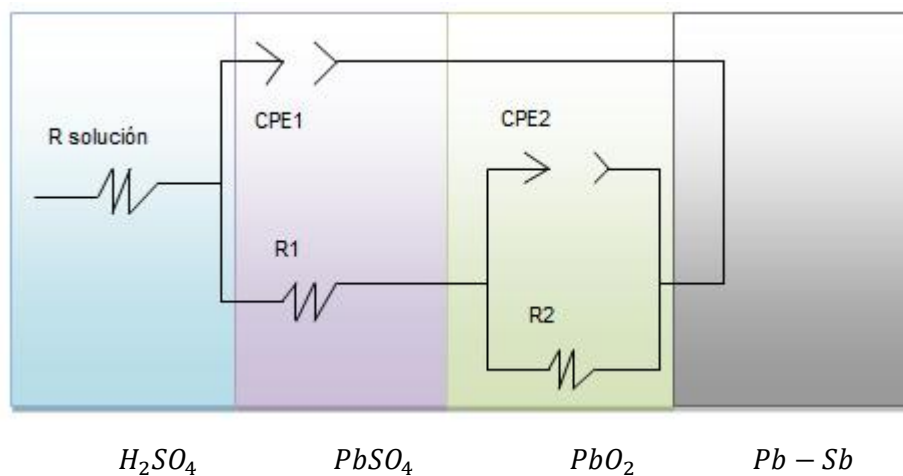 CPE1
CPE2
R solución
R1
R2
H₂SO₄ PbSO₄ PbO₂ Pb − Sb